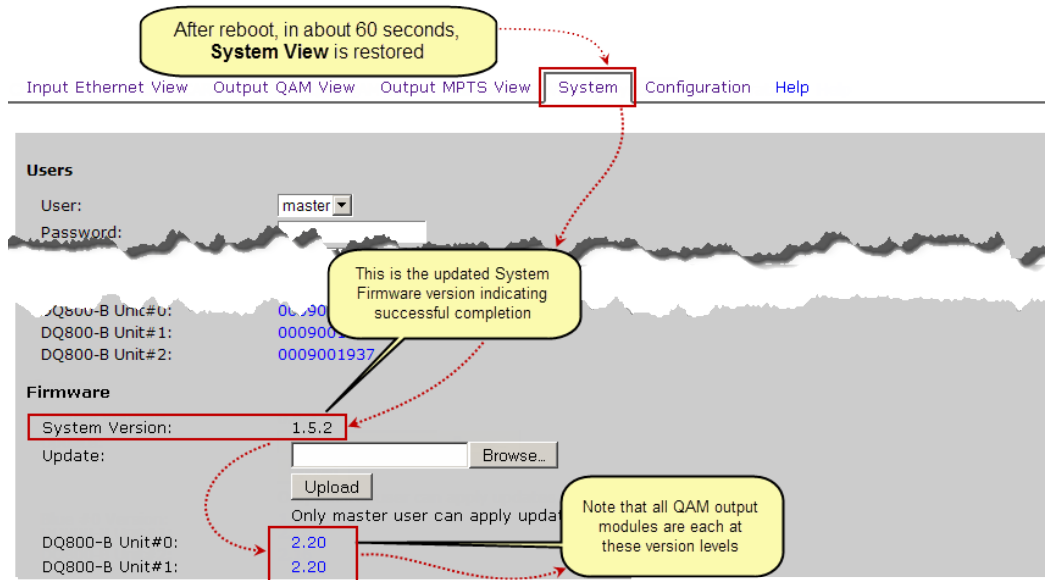 After reboot, in about 60 seconds,
System View is restored
Input Ethernet View Output QAM View Output MPTS View System Configuration Help
Users
User: master
Password:
This is the updated System
Firmware version indicating
successful completion
DQ800-B Unit#0:
DQ800-B Unit#1:
DQ800-B Unit#2: 0009001937
Firmware
System Version: 1.5.2
Update: Browse...
Upload
Only master user can apply
Note that all QAM output
modules are each at
these version levels
DQ800-B Unit#0: 2.20
DQ800-B Unit#1: 2.20